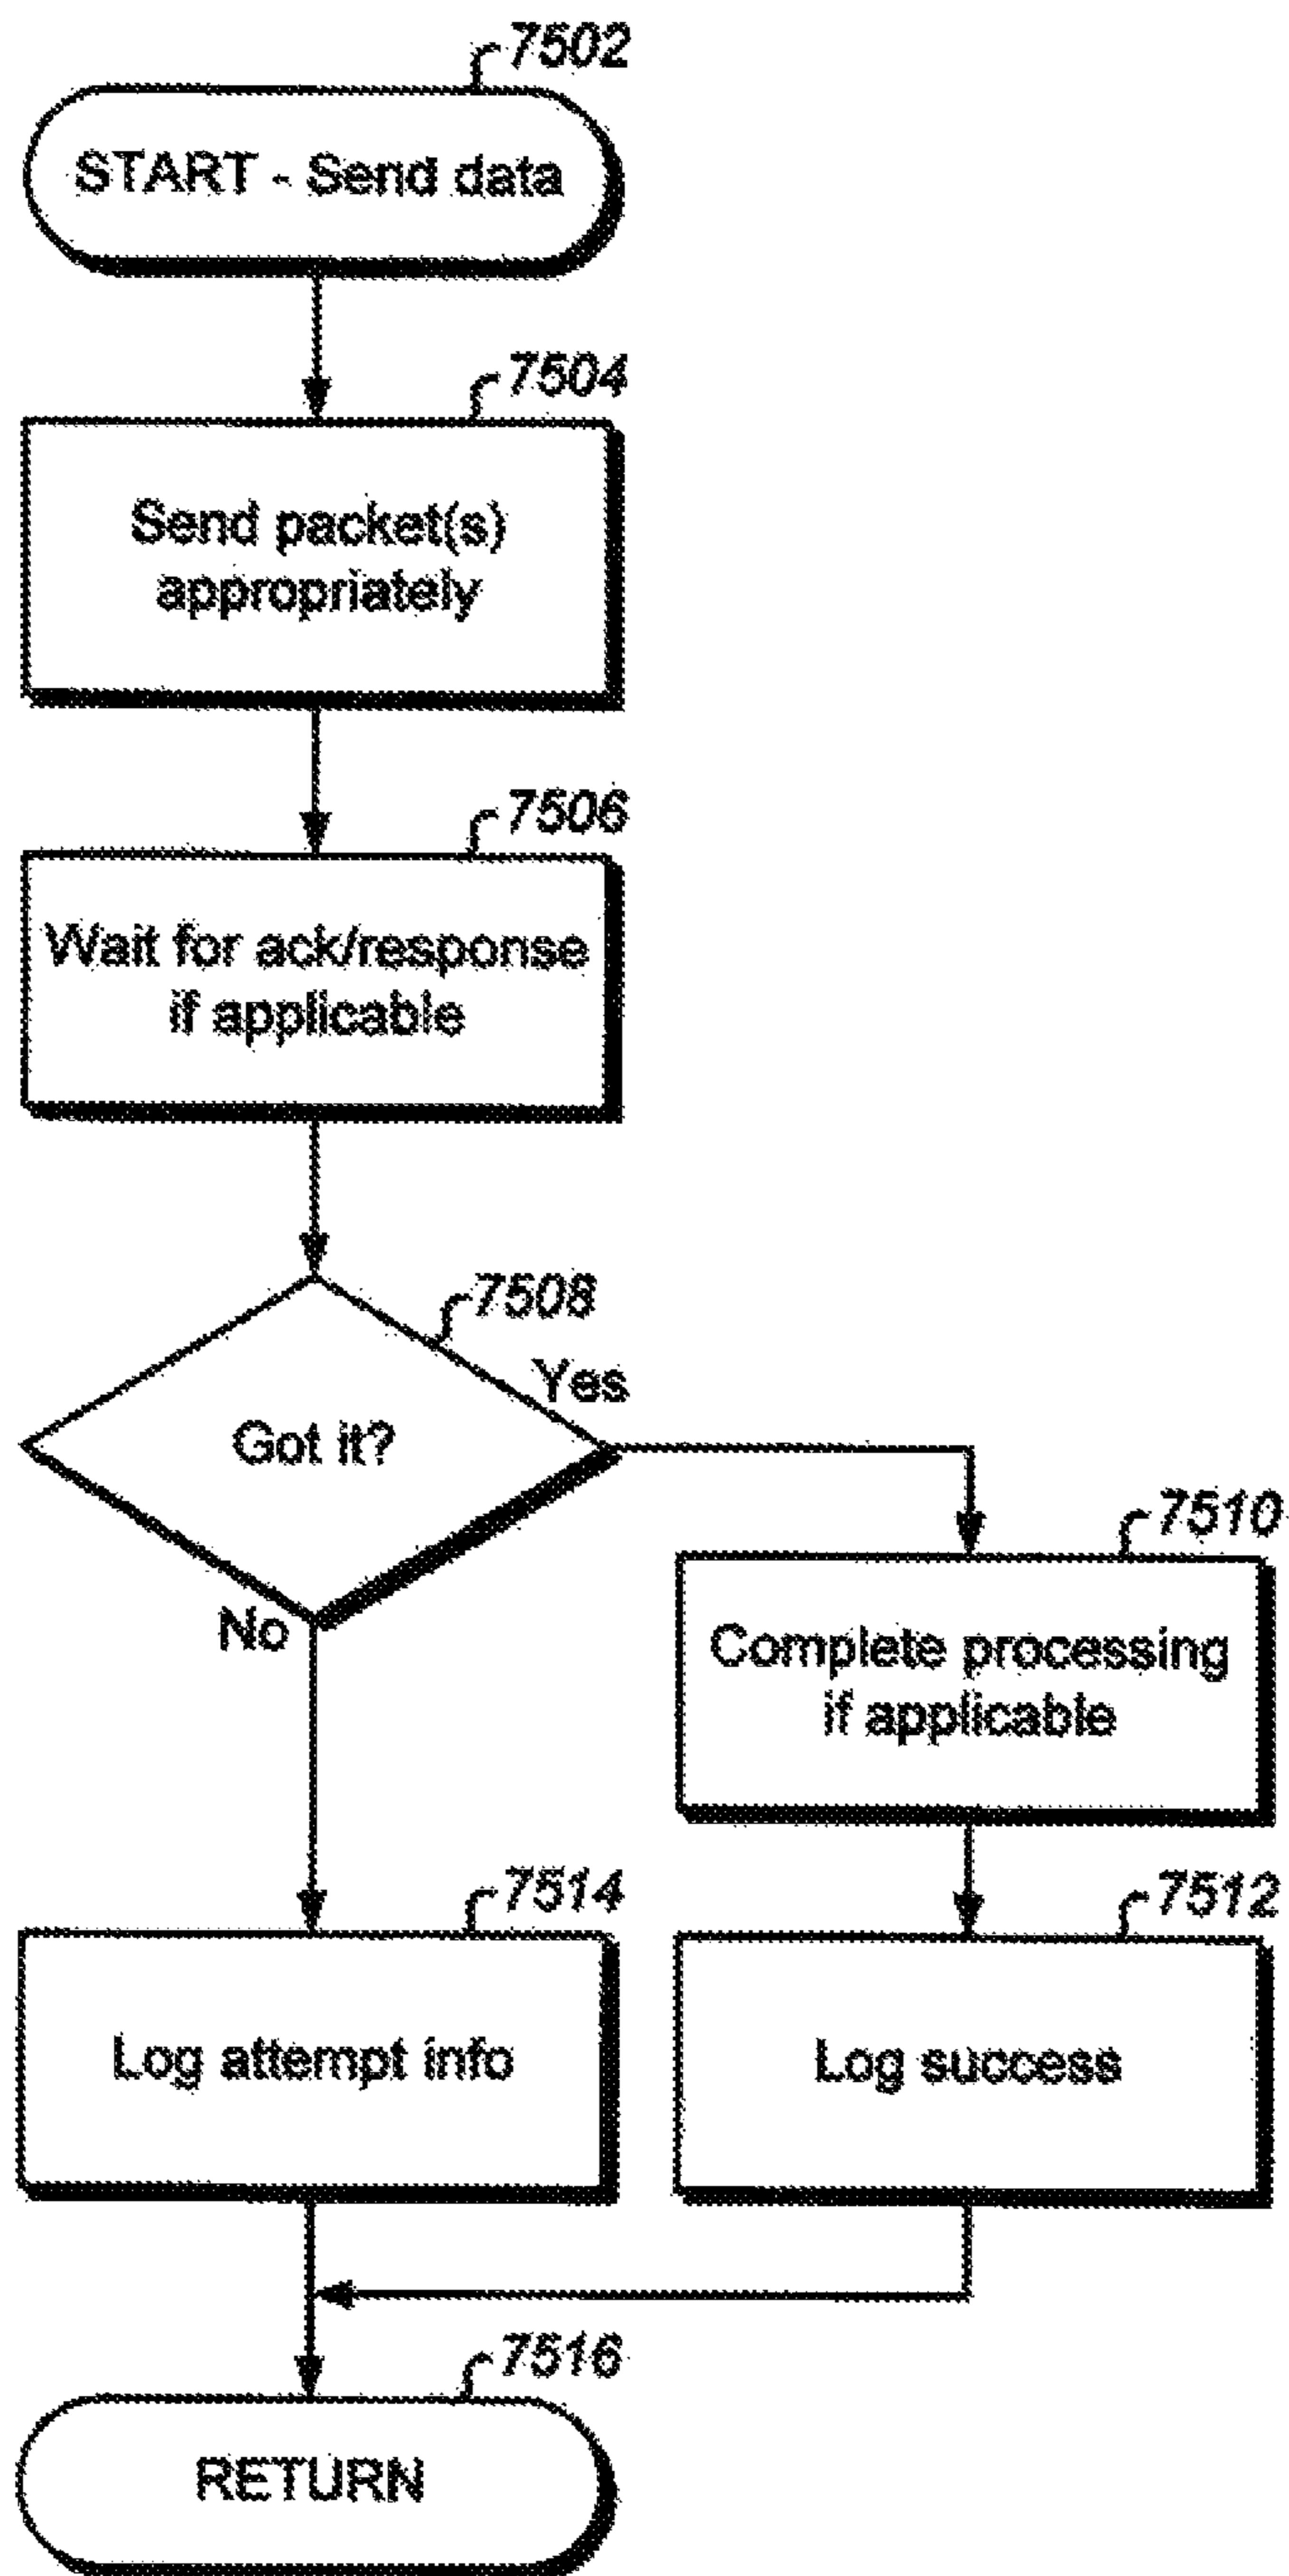 7502
START - Send data
7504
Send packet(s)
appropriately
7506
Wait for ack/response
if applicable
7508
Yes
Got it?
No
7510
Complete processing
if applicable
7514
Log attempt info
7512
Log success
7516
RETURN